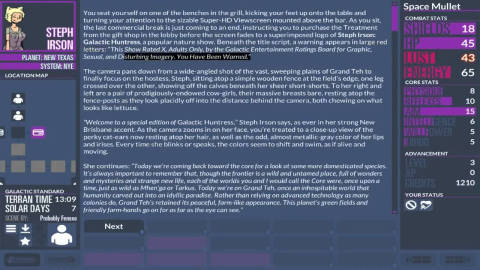 STEPH
IRSON
PLANET: NEW TEXAS
SYSTEM: NYE
LOCATION MAP
GALACTIC STANDARD
TERRAN TIME 13:09
SOLAR DAYS 7
SCENE BY: Probably Fenoxo
You seat yourself on one of the benches in the grill, kicking your feet up onto the table and
turning your attention to the sizable Super-HD Viewscreen mounted above the bar. As you sit,
the last commercial break is just coming to an end, instructing you to purchase the Treatment
from the gift shop in the lobby before the screen fades to a superimposed logo of Steph Irson:
Galactic Huntress, a popular nature show. Beneath the title script, a warning appears in large red
letters: "This Show Rated X, Adults Only, by the Galactic Entertainment Ratings Board for Graphic,
Sexual, and Disturbing Imagery. You Have Been Warned."
The camera pans down from a wide-angled shot of the vast, sweeping plains of Grand Teh to
finally focus on the hostess, Steph, sitting atop a simple wooden fence at the field's edge, one leg
crossed over the other, showing off the calves beneath her sheer short-shorts. To her right and
left are a pair of prodigiously-endowed cow-girls, their massive breasts practically resting atop the
fence-posts as they look placidly off into the distance behind the camera, both chewing on what
looks like lettuce.
"Welcome to a special edition of Galactic Huntress," Steph Irson says, as ever in her strong New
Brisbane accent. As the camera zooms in on her face, you're treated to a close-up view of the
perky cat-ears now resting atop her hair, as well as the odd, almost metallic-gray color of her lips
and irises. Every time she blinks or speaks, the colors seem to shift and swim, as if alive and
moving.
She continues: "Today we're coming back toward the core for a look at some more domesticated species.
It's always important to remember that, though the frontier is a wild and untamed place, full of wonders
and mysteries and strange new life, each of the worlds you and I would call the Core were, once upon a
time, just as wild as Mhen'ga or Tarkus. Today we're on Grand Teh, once an inhospitable world that
humanity carved out into an idyllic paradise. Rather than relying on advanced technology as many
colonies do, Grand Teh's retained its peaceful, farm-like appearance. This planet's green fields and
friendly farm-hands go on for as far as the eye can see."
Next
Space Mullet
COMBAT STATS
SHIELDS 18
HP 45
LUST 43
ENERGY 65
CORE STATS
PHYSIQUE 8
REFLEXES 10
AIM 15
INTELLIGENCE 6
WILLPOWER 5
LIBIDO 5
ADVANCEMENT
LEVEL 3
XP 0
CREDITS 1210
YOUR STATUS